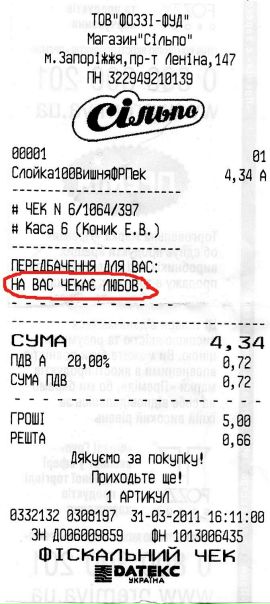 ТОВ"ФОЗЗІ-ФУД"
Магазин"Сільпо"
м.Запоріжжя,пр-т Леніна,147
ПН 322949210139
Сільпо
00001 01
Слойка100ВишняФРПек 4,34 А
# ЧЕК N 6/1064/397
# Каса 6 (Коник Е.В.)
ПЕРЕДБАЧЕННЯ ДЛЯ ВАС:
НА ВАС ЧЕКАЄ ЛЮБОВ.
СУМА 4,34
ПДВ А 20,00% 0,72
СУМА ПДВ 0,72
ГРОШІ 5,00
РЕШТА 0,66
Дякуємо за покупку!
Приходьте ще!
1 АРТИКУЛ
0332132 0308197 31-03-2011 16:11:00
ЗН ДО06009859 ФН 1013006435
ФІСКАЛЬНИЙ ЧЕК
DATEKC
УКРАЇНА